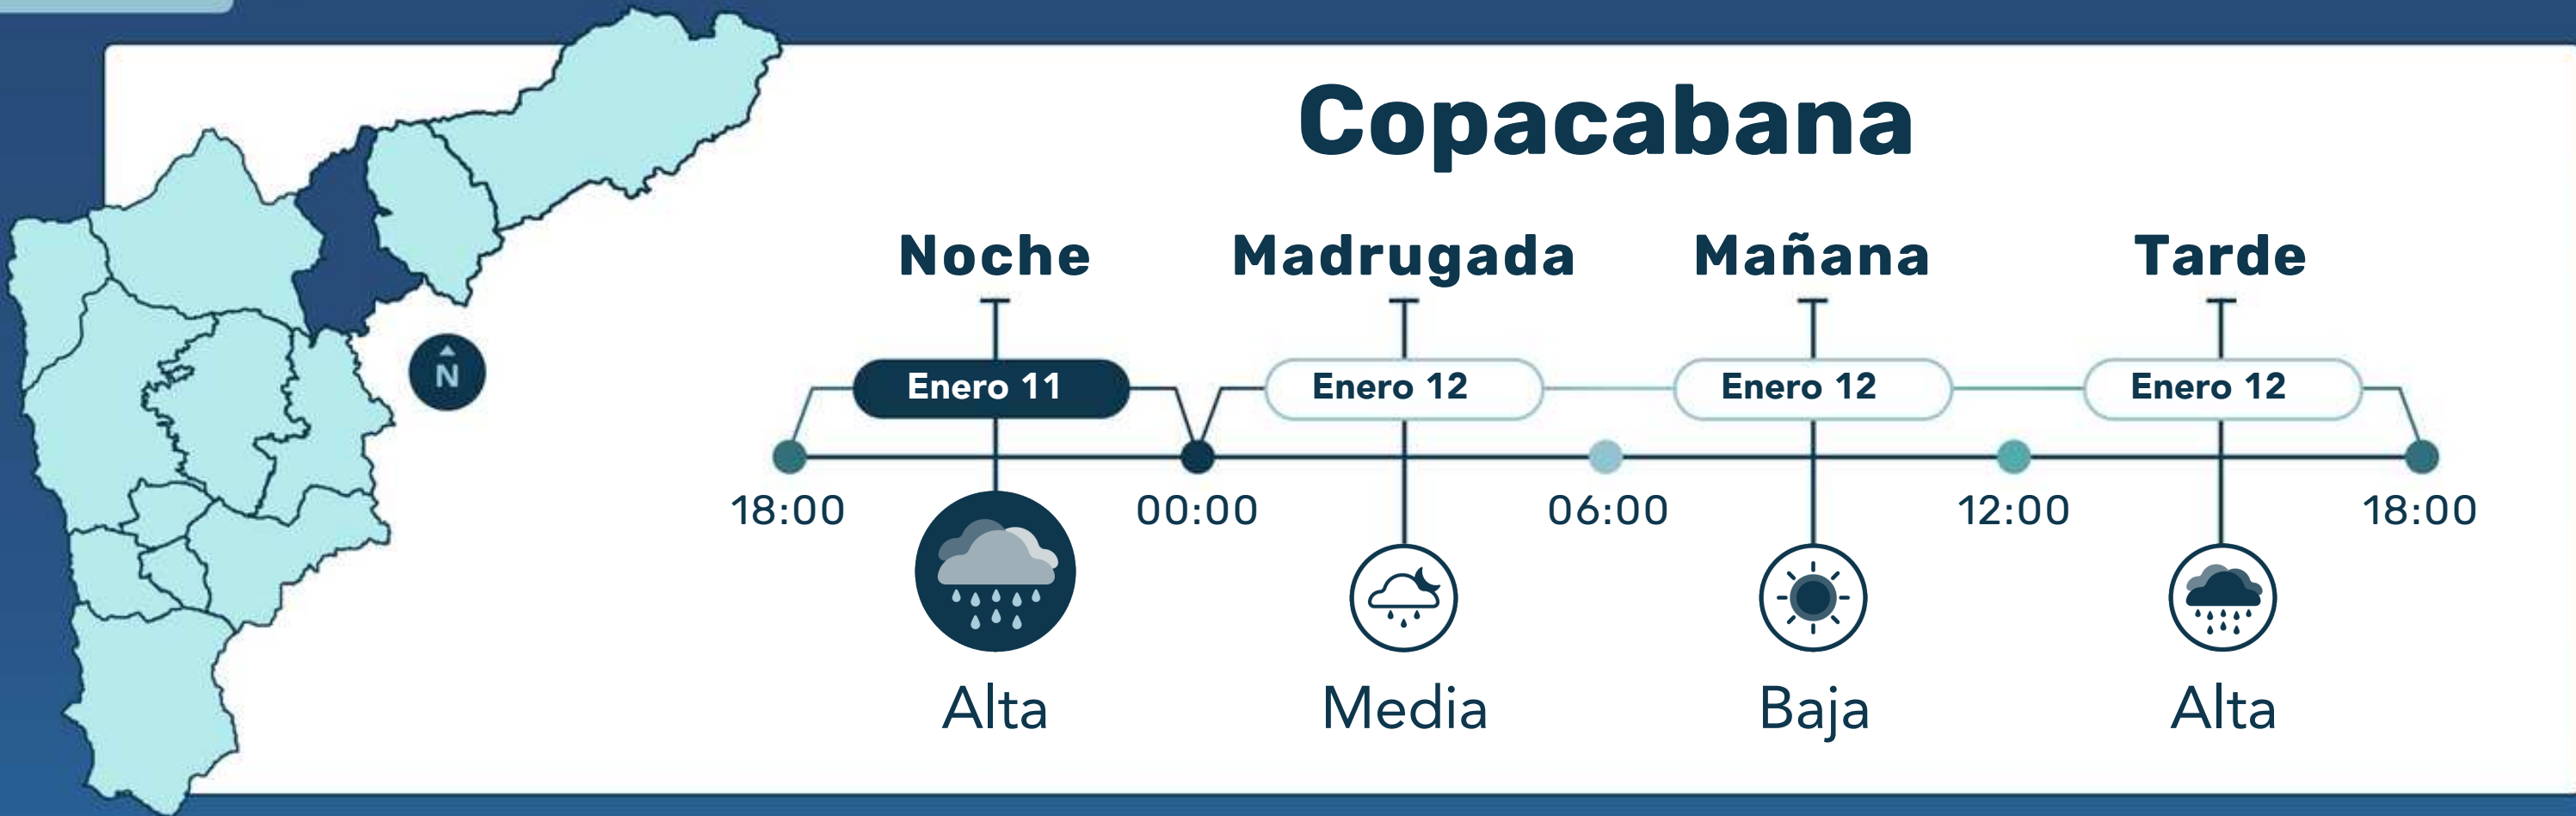 Copacabana
Noche Madrugada Mañana Tarde
Enero 11 Enero 12 Enero 12 Enero 12
N
18:00 00:00 06:00 12:00 18:00
Alta Media Baja Alta